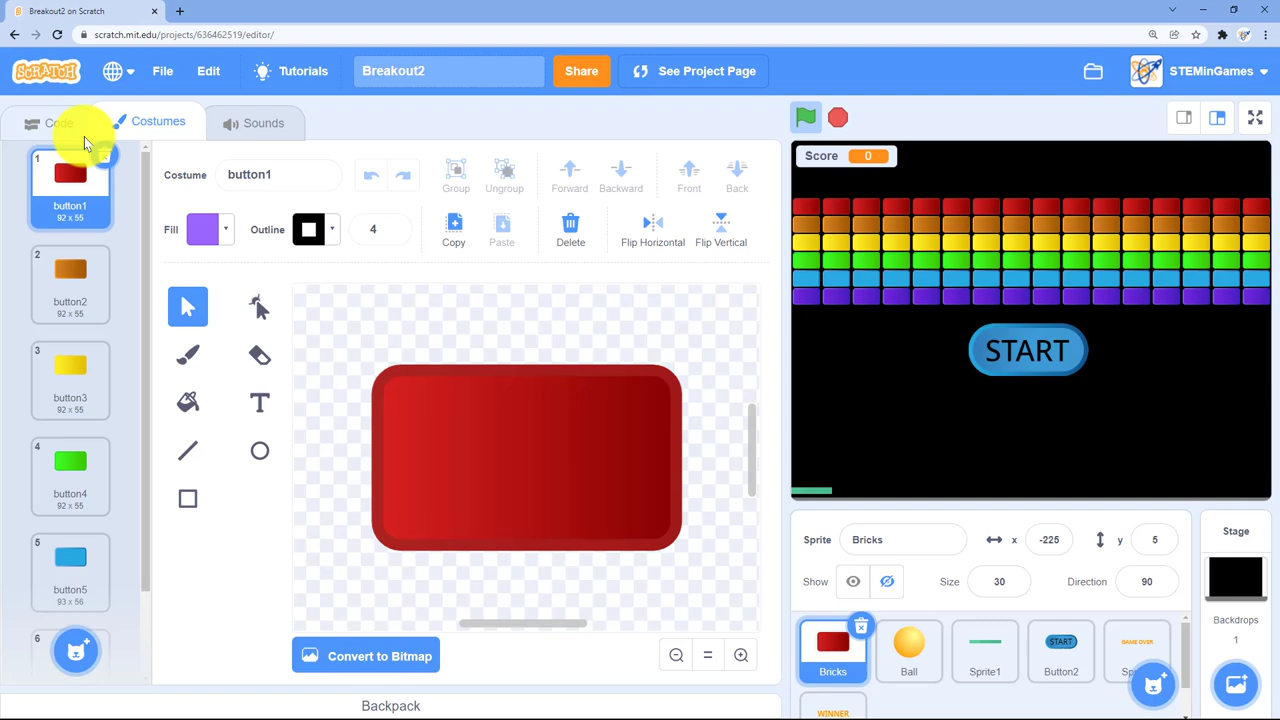 Breakout2 on Scratch
scratch.mit.edu/projects/636462519/editor/
SCRATCH
File
Edit
Tutorials
Breakout2
Share
See Project Page
STEMinGames
Code
Costumes
Sounds
1
button1
92 x 55
2
button2
92 x 55
3
button3
92 x 55
4
button4
92 x 55
5
button5
93 x 56
6
Costume
button1
Group
Ungroup
Forward
Backward
Front
Back
Fill
Outline
4
Copy
Paste
Delete
Flip Horizontal
Flip Vertical
Convert to Bitmap
Backpack
Score 0
START
Sprite
Bricks
x
-225
y
5
Show
Size
30
Direction
90
Bricks
Ball
Sprite1
START
Button2
GAME OVER
WINNER
Stage
Backdrops
1